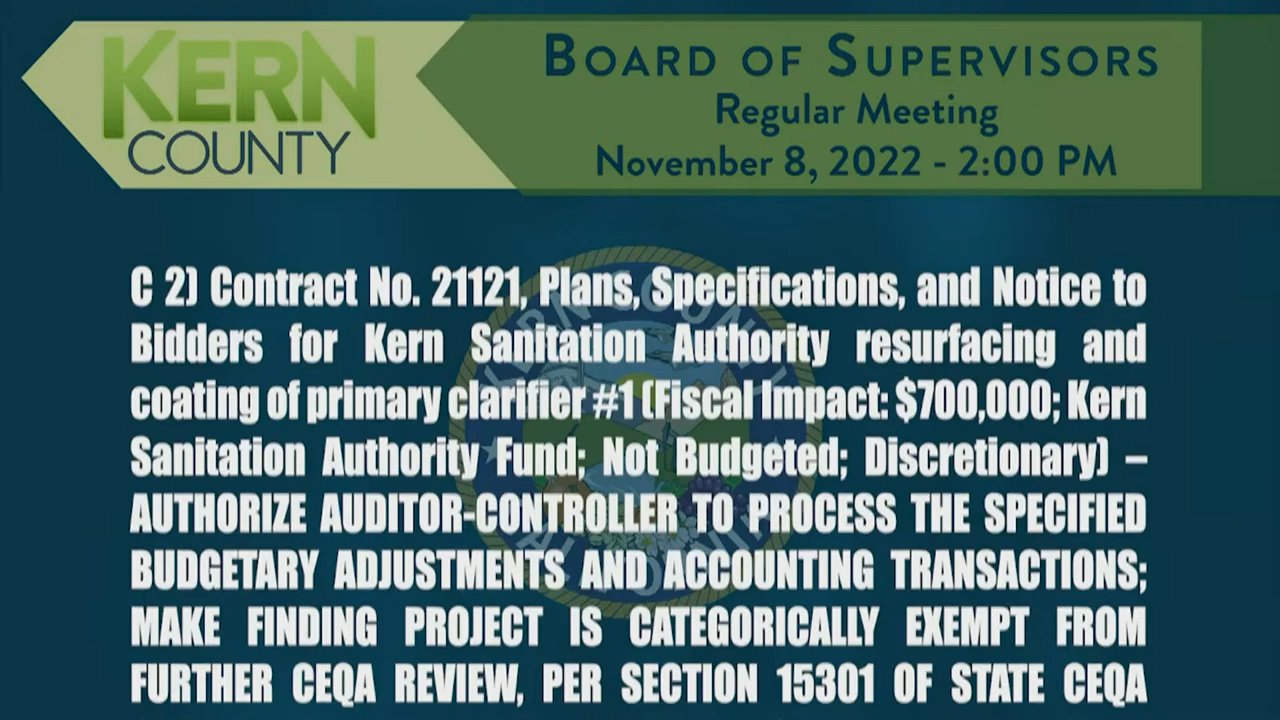 KERN
COUNTY
BOARD OF SUPERVISORS
Regular Meeting
November 8, 2022 - 2:00 PM
C 2) Contract No. 21121, Plans, Specifications, and Notice to
Bidders for Kern Sanitation Authority resurfacing and
coating of primary clarifier #1 (Fiscal Impact: $700,000; Kern
Sanitation Authority Fund; Not Budgeted; Discretionary) –
AUTHORIZE AUDITOR-CONTROLLER TO PROCESS THE SPECIFIED
BUDGETARY ADJUSTMENTS AND ACCOUNTING TRANSACTIONS;
MAKE FINDING PROJECT IS CATEGORICALLY EXEMPT FROM
FURTHER CEQA REVIEW, PER SECTION 15301 OF STATE CEQA
KERN COUNTY